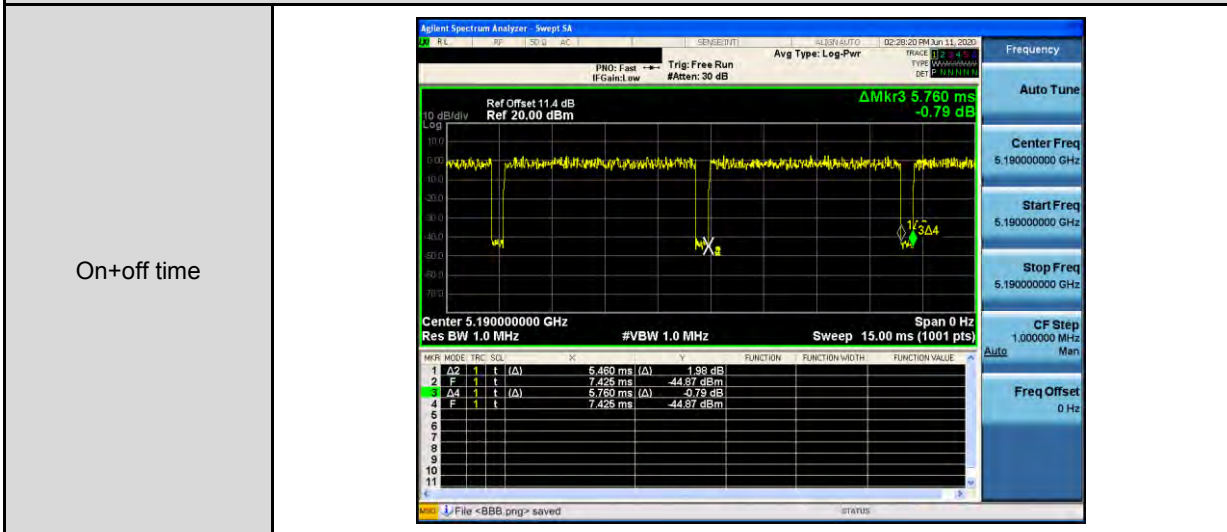 On+off time
Agilent Spectrum Analyzer - Swept SA
RL RF 50 Ω AC SENSE:INT ALIGN AUTO 02:28:20 PM Jun 11, 2020
PNO: Fast Trig: Free Run Avg Type: Log-Pwr TRACE 1 2 3 4 5 6
IFGain:Low #Atten: 30 dB TYPE
DET P N N N N N
Frequency
Auto Tune
ΔMkr3 5.760 ms
-0.79 dB
Ref Offset 11.4 dB
10 dB/div Ref 20.00 dBm
Log
10.0
0.00
-10.0
-20.0
-30.0
-40.0
-50.0
-60.0
-70.0
3Δ4
Center 5.190000000 GHz Span 0 Hz
Res BW 1.0 MHz #VBW 1.0 MHz Sweep 15.00 ms (1001 pts)
MKR MODE TRC SCL X Y FUNCTION FUNCTION WIDTH FUNCTION VALUE
1 Δ2 1 t (Δ) 5.460 ms (Δ) 1.98 dB
2 F 1 t 7.425 ms -44.87 dBm
3 Δ4 1 t (Δ) 5.760 ms (Δ) -0.79 dB
4 F 1 t 7.425 ms -44.87 dBm
5
6
7
8
9
10
11
Center Freq
5.190000000 GHz
Start Freq
5.190000000 GHz
Stop Freq
5.190000000 GHz
CF Step
1.000000 MHz
Auto Man
Freq Offset
0 Hz
MSG File <BBB.png> saved STATUS